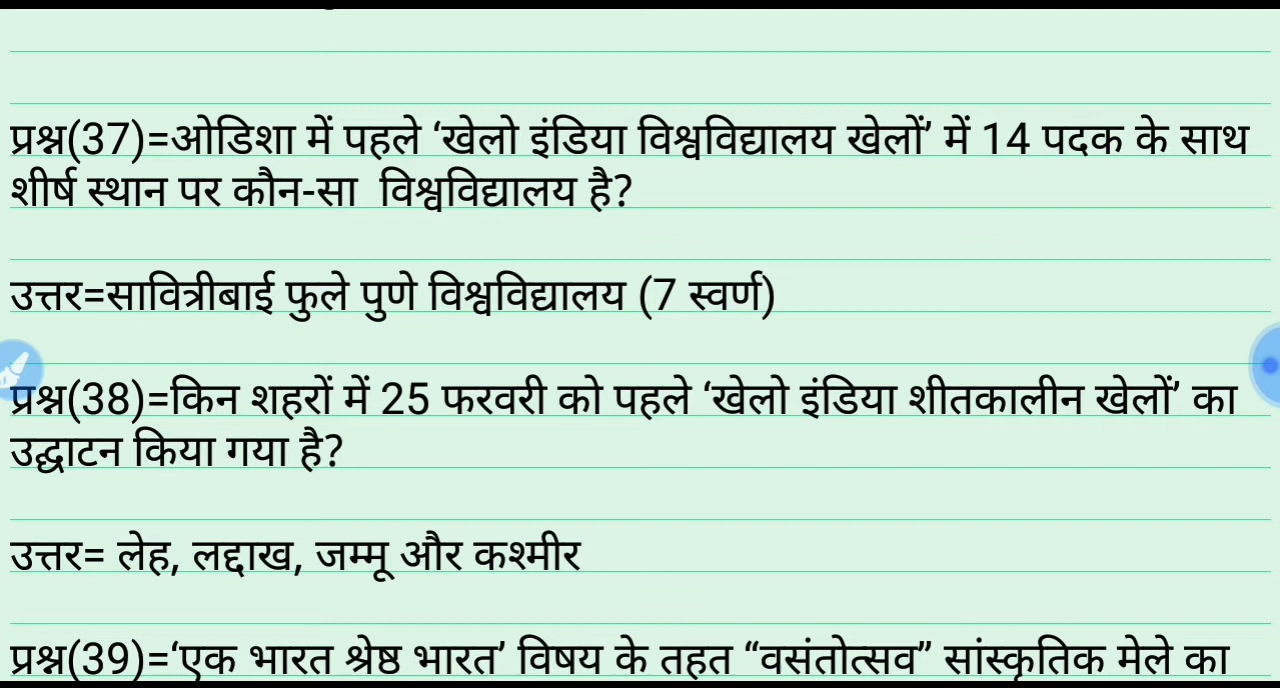 प्रश्न(37)=ओडिशा में पहले ‘खेलो इंडिया विश्वविद्यालय खेलों’ में 14 पदक के साथ
शीर्ष स्थान पर कौन-सा  विश्वविद्यालय है?
उत्तर=सावित्रीबाई फुले पुणे विश्वविद्यालय (7 स्वर्ण)
प्रश्न(38)=किन शहरों में 25 फरवरी को पहले ‘खेलो इंडिया शीतकालीन खेलों’ का
उद्घाटन किया गया है?
उत्तर= लेह, लद्दाख, जम्मू और कश्मीर
प्रश्न(39)=‘एक भारत श्रेष्ठ भारत’ विषय के तहत “वसंतोत्सव” सांस्कृतिक मेले का